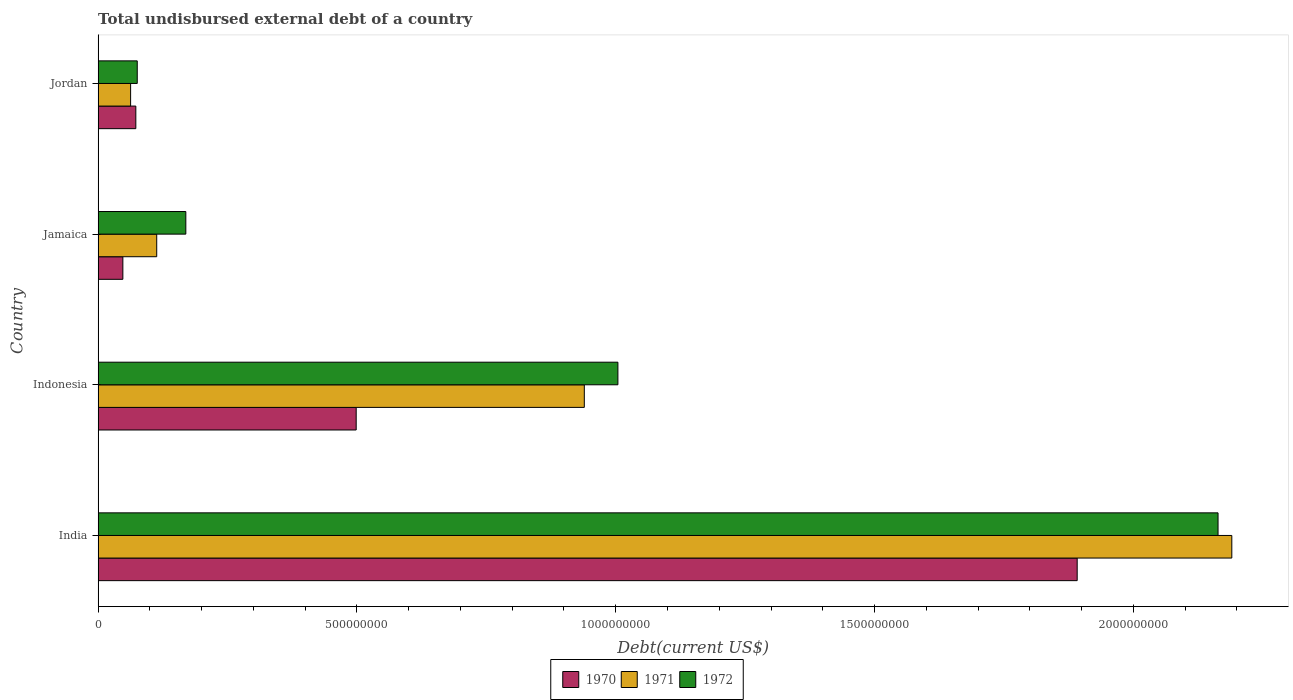 Total undisbursed external debt of a country
Jordan
Jamaica
Indonesia
India
Country
0
500000000
1000000000
1500000000
2000000000
Debt(current US$)
1970
1971
1972